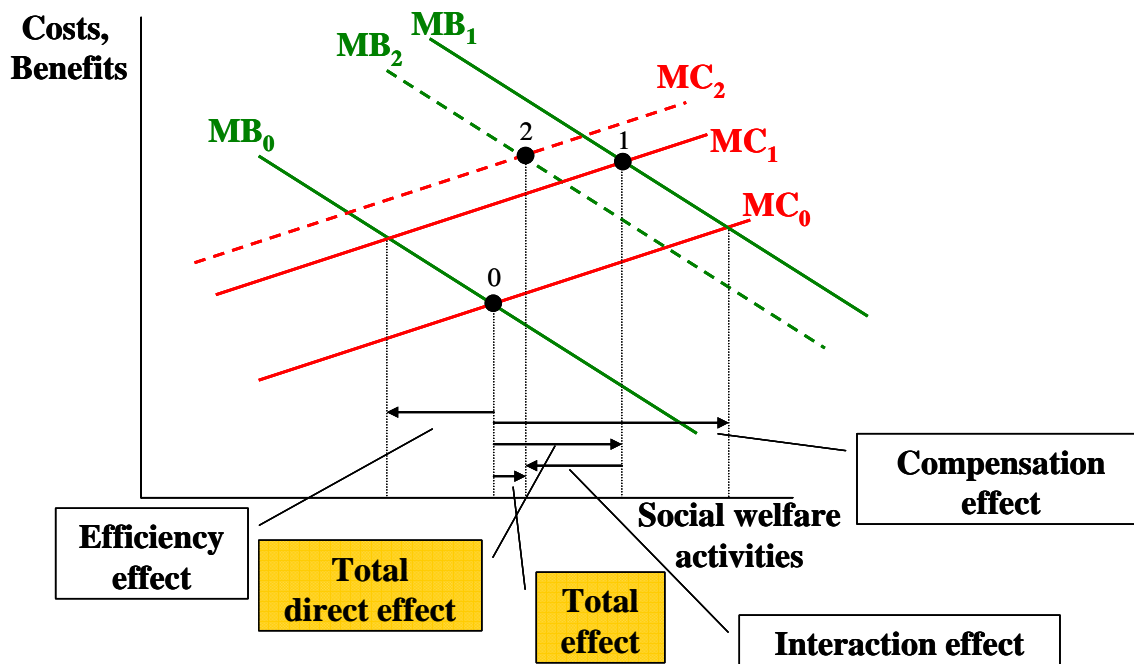 Costs,
Benefits
MB₁
MB₂
MC₂
MB₀
2
1
MC₁
MC₀
0
Compensation
effect
Social welfare
activities
Efficiency
effect
Total
direct effect
Total
effect
Interaction effect